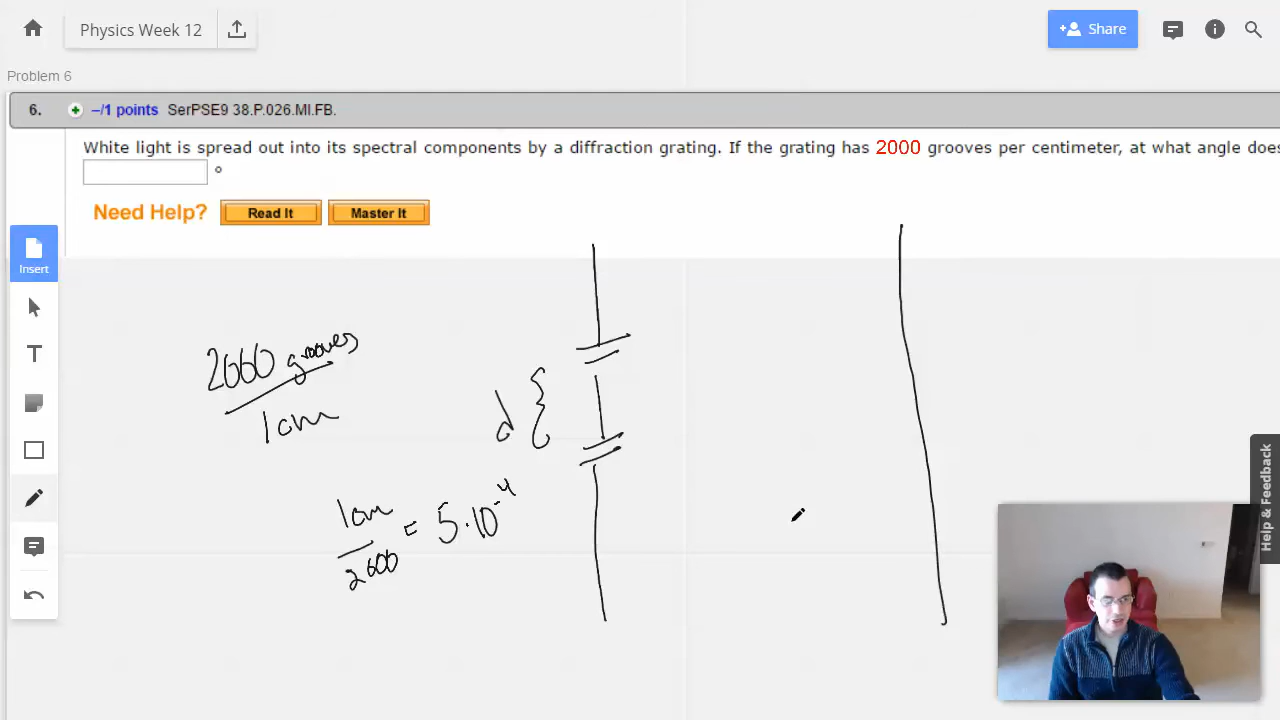 Physics Week 12
Share
Problem 6
6. –/1 points SerPSE9 38.P.026.MI.FB.
White light is spread out into its spectral components by a diffraction grating. If the grating has 2000 grooves per centimeter, at what angle does
°
Need Help? Read It Master It
Insert
T
2000 grooves
1cm
d {
1cm
2000
= 5·10⁻⁴
Help & Feedback